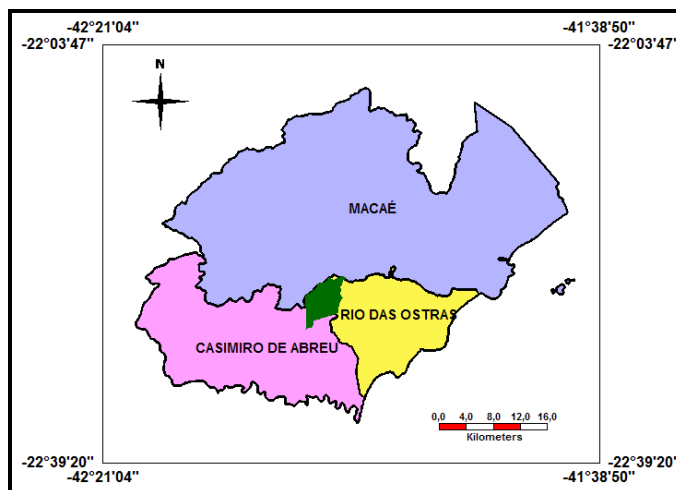 -42°21'04" -41°38'50"
-22°03'47" -22°03'47"
N
MACAÉ
RIO DAS OSTRAS
CASIMIRO DE ABREU
0,0 4,0 8,0 12,0 16,0
Kilometers
-22°39'20" -22°39'20"
-42°21'04" -41°38'50"